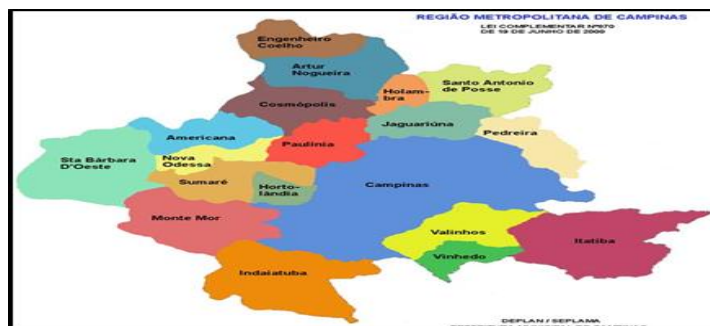 REGIÃO METROPOLITANA DE CAMPINAS
LEI COMPLEMENTAR Nº870
DE 19 DE JUNHO DE 2000
Engenheiro
Coelho
Artur
Nogueira
Holam-
bra
Santo Antonio
de Posse
Cosmópolis
Jaguariúna
Americana
Paulínia
Pedreira
Nova
Odessa
Sta Bárbara
D'Oeste
Sumaré
Horto-
lândia
Campinas
Monte Mor
Valinhos
Itatiba
Vinhedo
Indaiatuba
DEPLAN / SEPLAMA